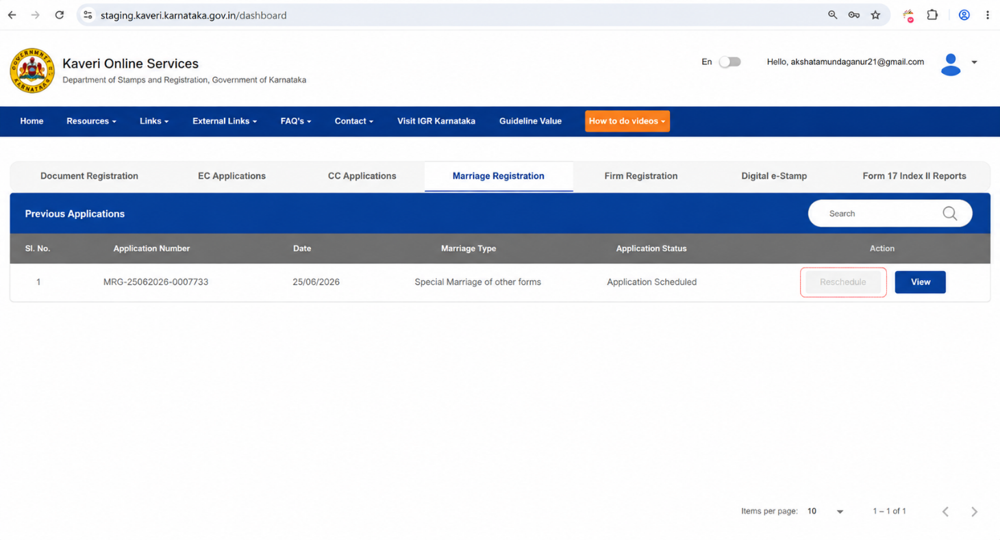 staging.kaveri.karnataka.gov.in/dashboard
GOVERNMENT OF KARNATAKA
Kaveri Online Services
Department of Stamps and Registration, Government of Karnataka
En
Hello, akshatamundaganur21@gmail.com
Home Resources Links External Links FAQ's Contact Visit IGR Karnataka Guideline Value How to do videos
Document Registration EC Applications CC Applications Marriage Registration Firm Registration Digital e-Stamp Form 17 Index II Reports
Previous Applications
Search
Sl. No. Application Number Date Marriage Type Application Status Action
1 MRG-25062026-0007733 25/06/2026 Special Marriage of other forms Application Scheduled Reschedule View
Items per page: 10 1 – 1 of 1